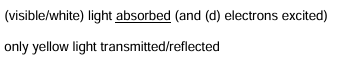 (visible/white) light absorbed (and (d) electrons excited)
only yellow light transmitted/reflected